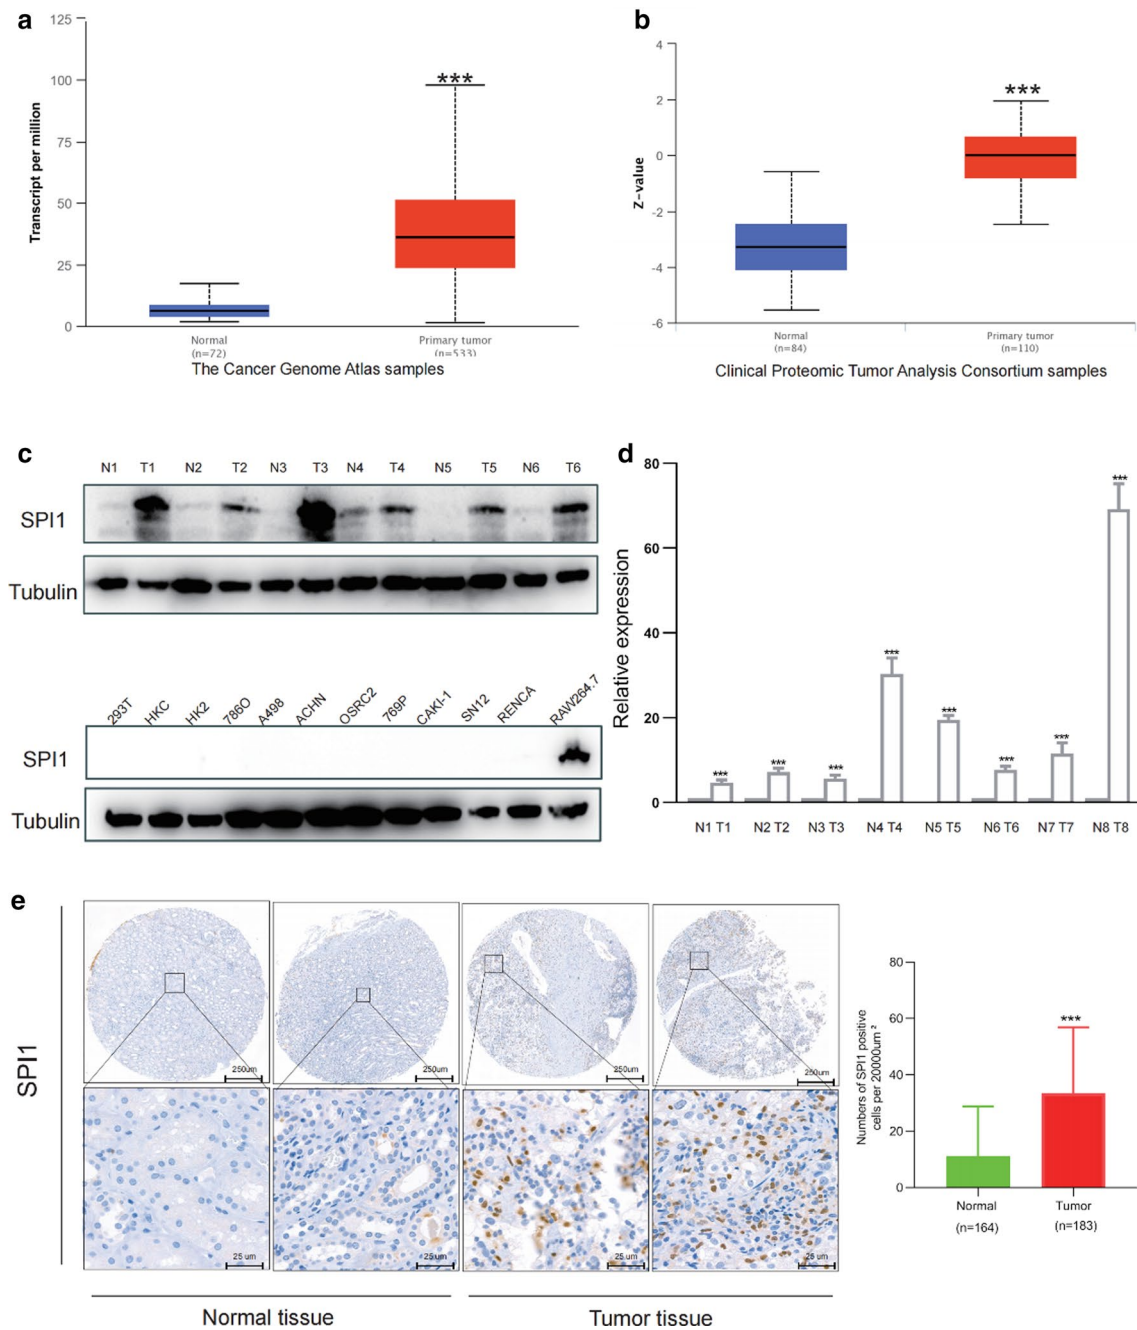 a
125
100
75
50
25
0
Transcript per million
***
Normal
(n=72)
Primary tumor
(n=533)
The Cancer Genome Atlas samples
b
4
2
0
-2
-4
-6
Z-value
***
Normal
(n=84)
Primary tumor
(n=110)
Clinical Proteomic Tumor Analysis Consortium samples
c
N1 T1 N2 T2 N3 T3 N4 T4 N5 T5 N6 T6
SPI1
Tubulin
293T HKC HK2 786O A498 ACHN OSRC2 769P CAKI-1 SN12 RENCA RAW264.7
SPI1
Tubulin
d
80
60
40
20
0
Relative expression
*** *** *** *** *** *** *** ***
N1 T1 N2 T2 N3 T3 N4 T4 N5 T5 N6 T6 N7 T7 N8 T8
e
SPI1
250um 250um 250um 250um
25 um 25 um 25 um 25 um
Normal tissue
Tumor tissue
80
60
40
20
0
Numbers of SPI1 positive
cells per 20000um ²
***
Normal
(n=164)
Tumor
(n=183)